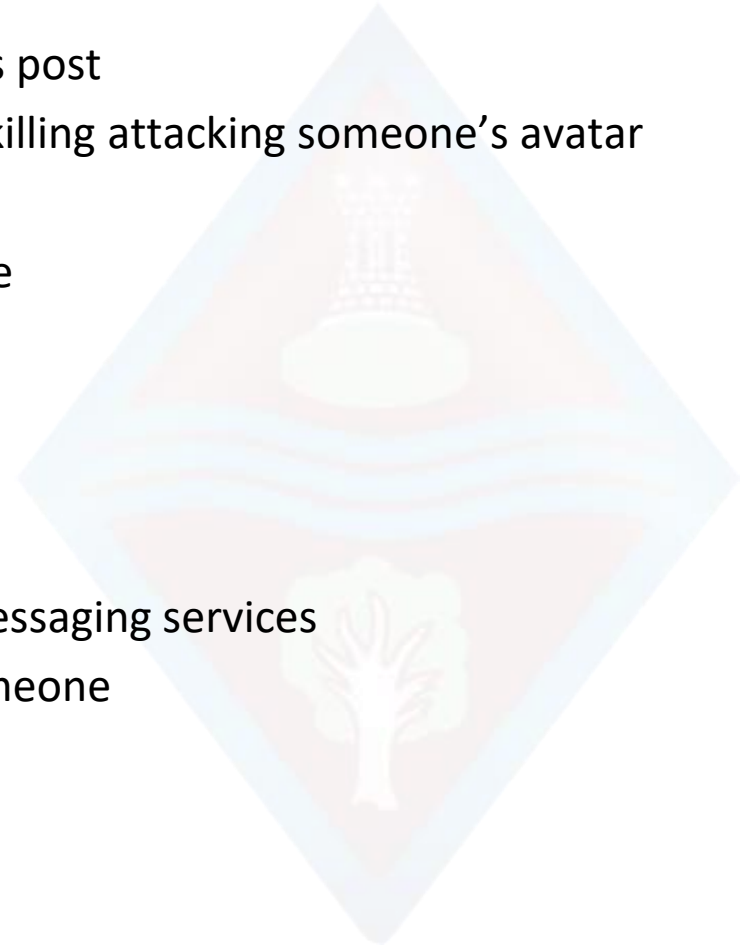 s post
killing attacking someone’s avatar
e
essaging services
neone